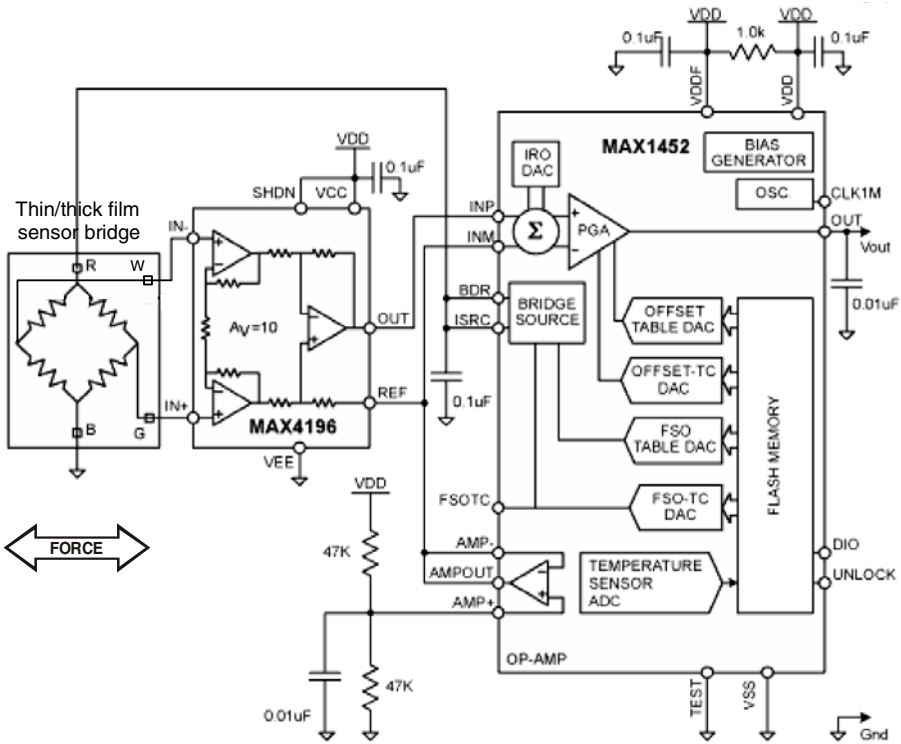 VDD
VDD
0.1uF
1.0k
0.1uF
VDDF
VDD
MAX1452
BIAS
GENERATOR
IRO
DAC
OSC.
CLK1M
VDD
0.1uF
SHDN
VCC
Thin/thick film
sensor bridge
IN-
R
W
INP
INM
Σ
+
PGA
−
OUT
Vout
0.01uF
BDR
ISRC
BRIDGE
SOURCE
OFFSET
TABLE DAC
OFFSET-TC
DAC
FSO
TABLE DAC
FSO-TC
DAC
FLASH MEMORY
−
+
AV=10
−
+
OUT
−
+
REF
0.1uF
IN+
MAX4196
B
G
VEE
VDD
FSOTC
FORCE
47K
AMP-
AMPOUT
AMP+
−
+
TEMPERATURE
SENSOR
ADC
DIO
UNLOCK
OP-AMP
0.01uF
47K
TEST
VSS
Gnd